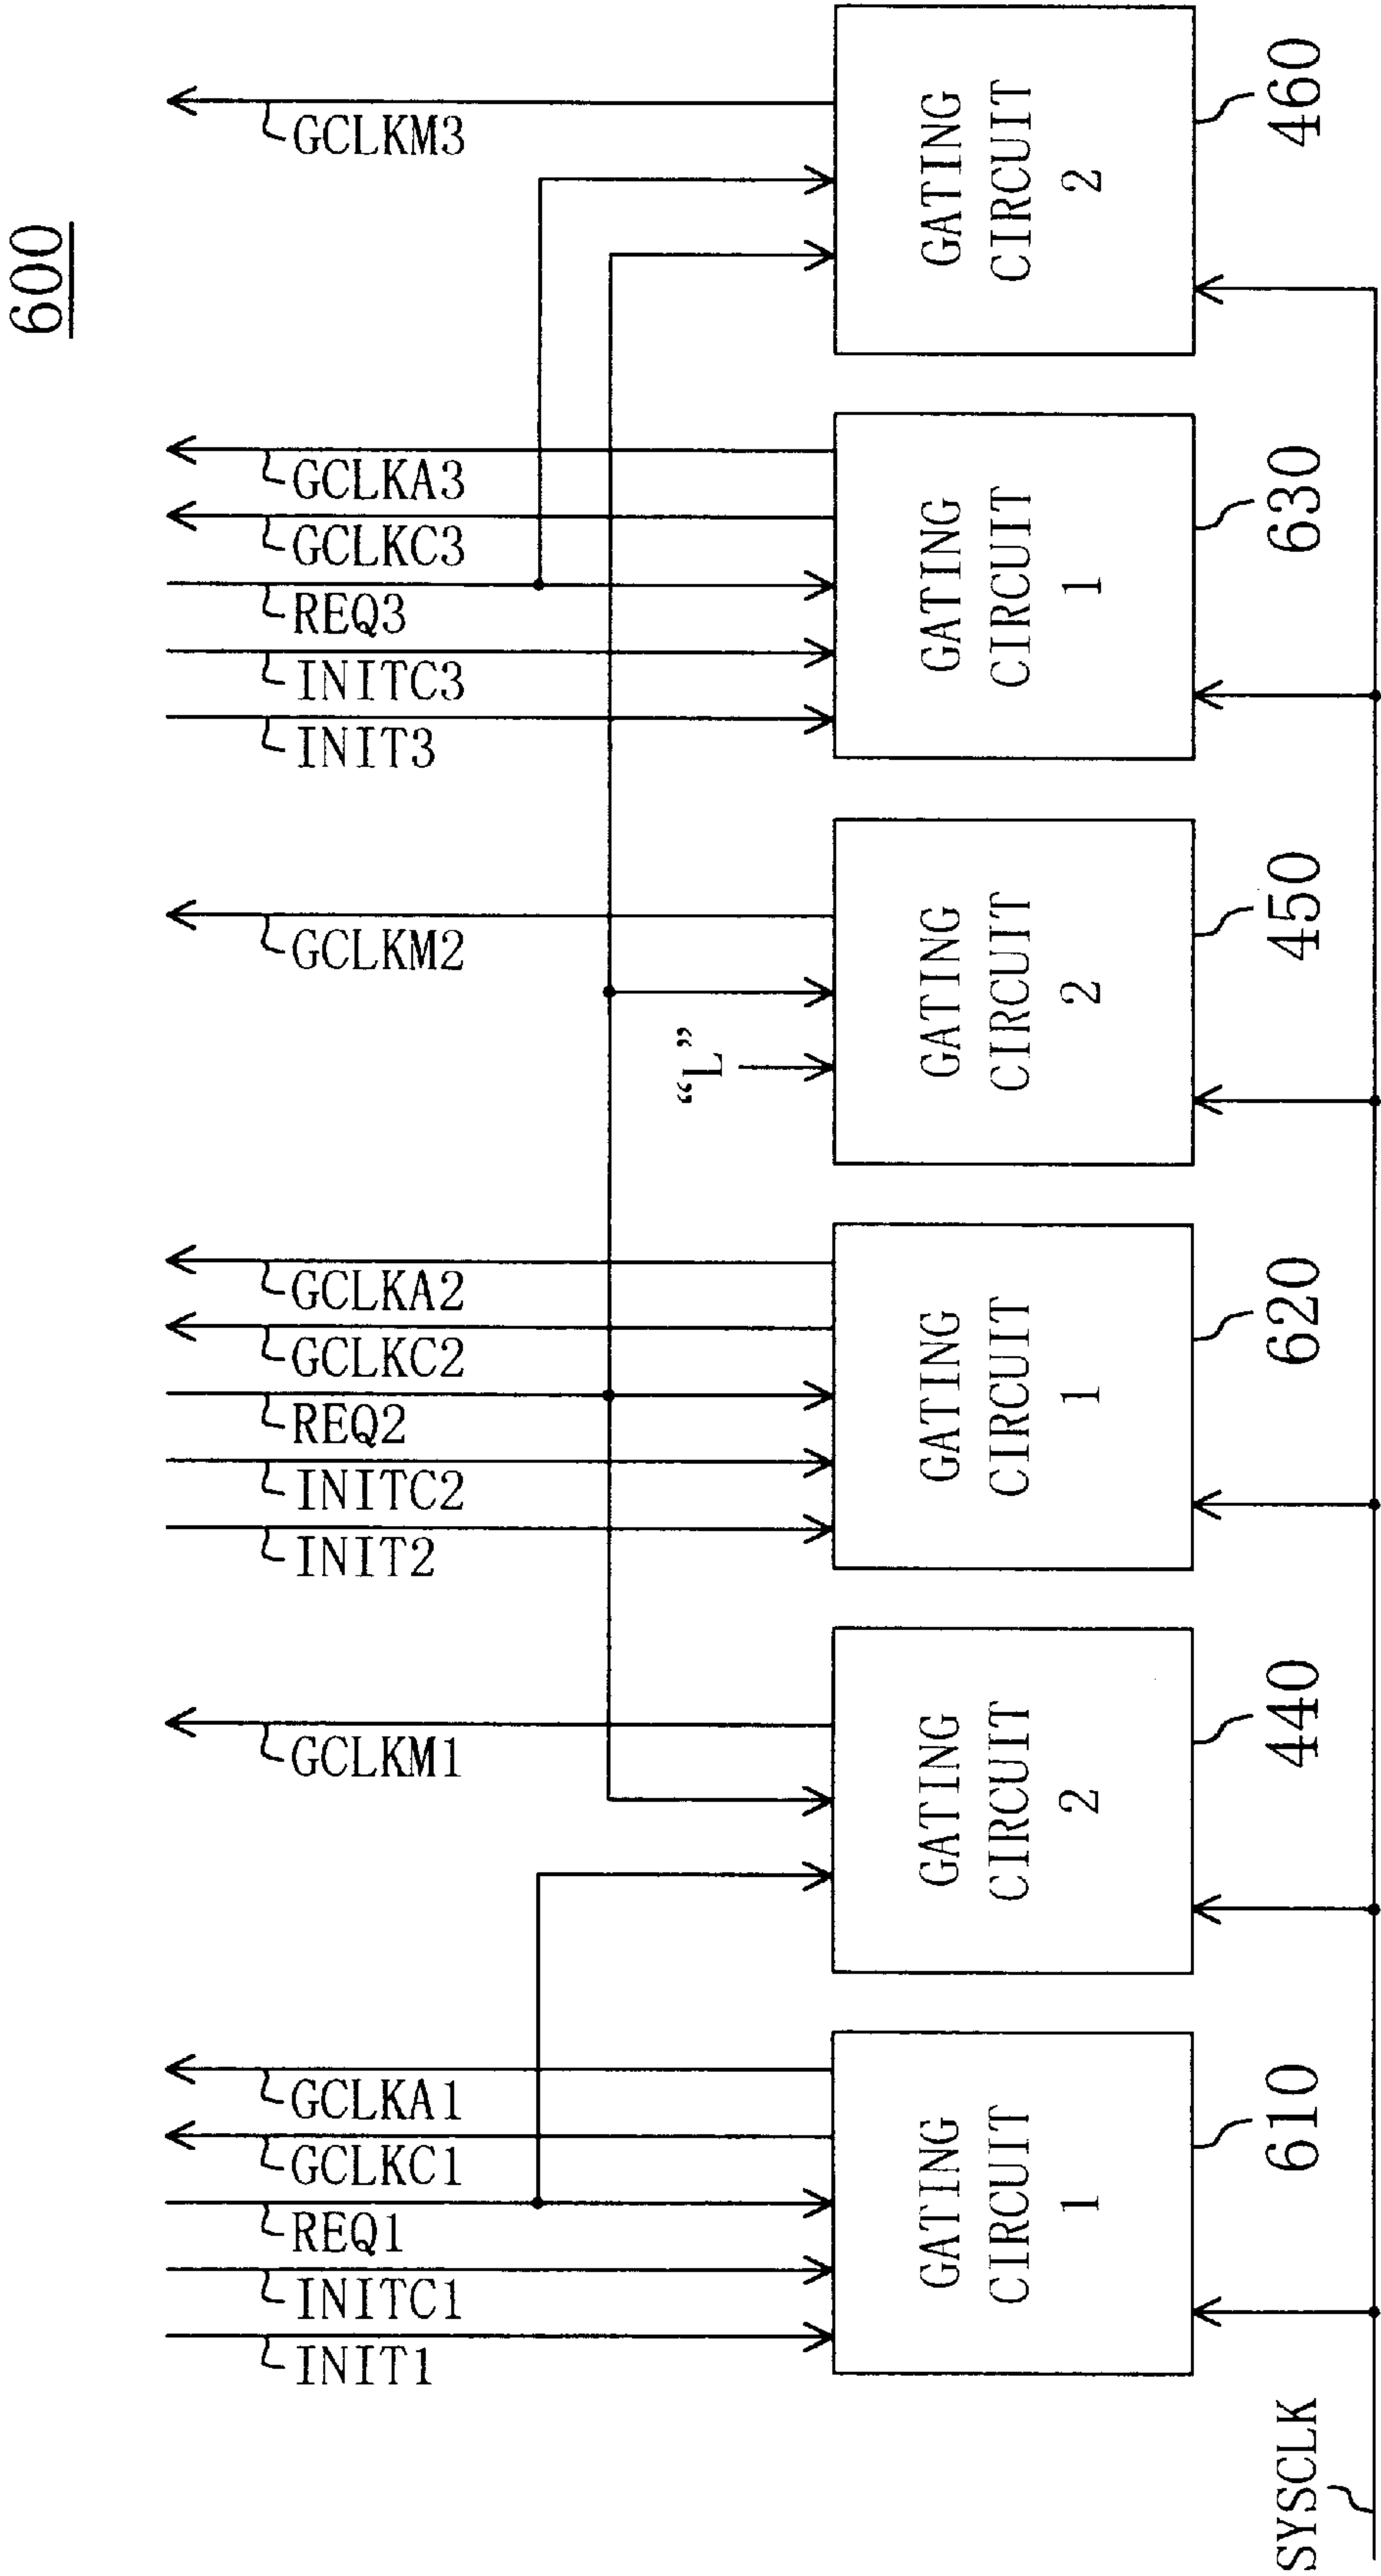 600
INIT1
INITC1
REQ1
GCLKC1
GCLKA1
GCLKM1
INIT2
INITC2
REQ2
GCLKC2
GCLKA2
GCLKM2
INIT3
INITC3
REQ3
GCLKC3
GCLKA3
GCLKM3
“L”
GATING
CIRCUIT
1
GATING
CIRCUIT
2
GATING
CIRCUIT
1
GATING
CIRCUIT
2
GATING
CIRCUIT
1
GATING
CIRCUIT
2
SYSCLK
610
440
620
450
630
460